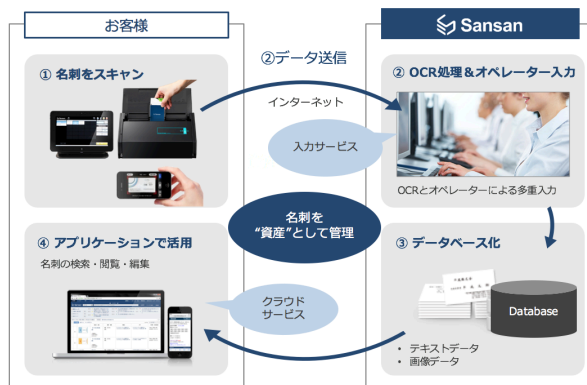 お客様
Sansan
① 名刺をスキャン
②データ送信
インターネット
入力サービス
② OCR処理＆オペレーター入力
OCRとオペレーターによる多重入力
名刺を
“資産”として管理
③ データベース化
Database
• テキストデータ
• 画像データ
クラウド
サービス
④ アプリケーションで活用
名刺の検索・閲覧・編集